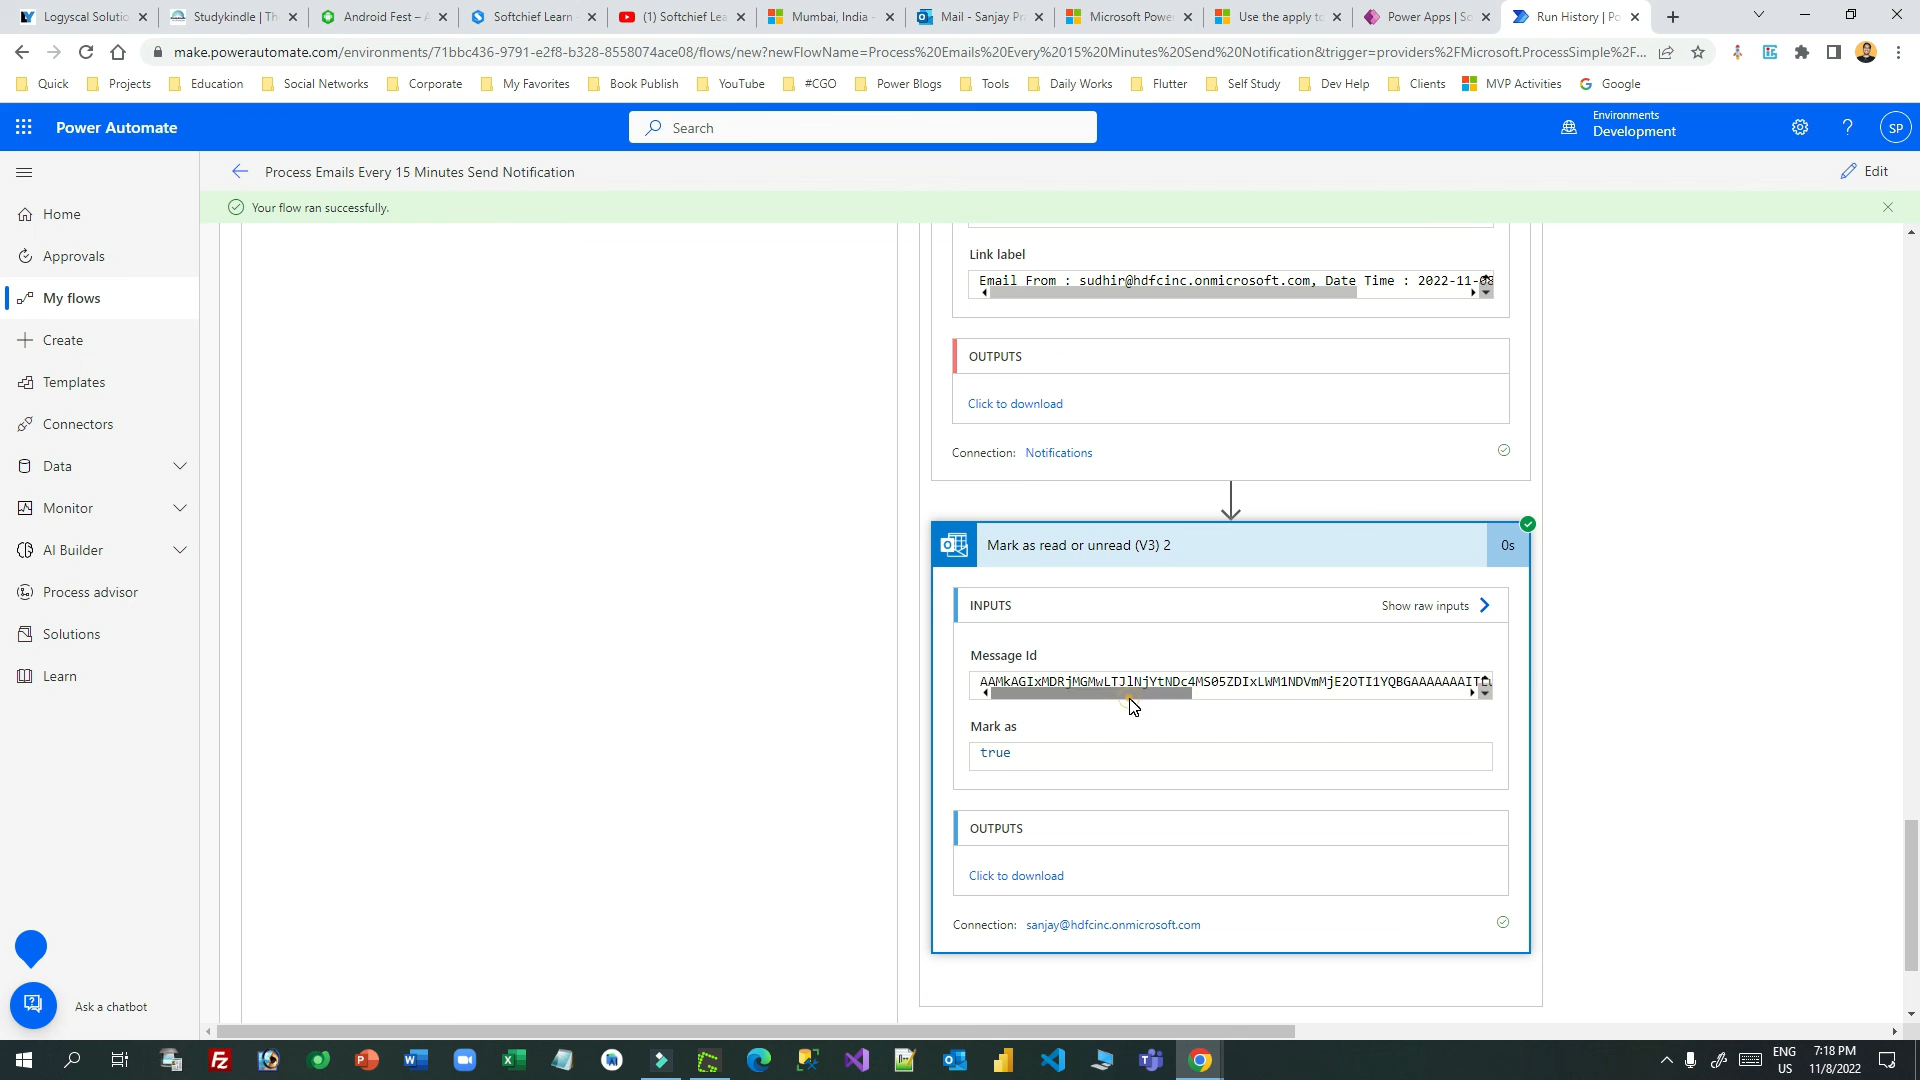 Logyscal Solutio
Studykindle | Th
Android Fest – A
Softchief Learn -
(1) Softchief Lea
Mumbai, India -
Mail - Sanjay Pr
Microsoft Power
Use the apply to
Power Apps | So
Run History | Po
make.powerautomate.com/environments/71bbc436-9791-e2f8-b328-8558074ace08/flows/new?newFlowName=Process%20Emails%20Every%2015%20Minutes%20Send%20Notification&trigger=providers%2FMicrosoft.ProcessSimple%2F...
Quick
Projects
Education
Social Networks
Corporate
My Favorites
Book Publish
YouTube
#CGO
Power Blogs
Tools
Daily Works
Flutter
Self Study
Dev Help
Clients
MVP Activities
Google
Power Automate
Search
Environments
Development
SP
Process Emails Every 15 Minutes Send Notification
Edit
Your flow ran successfully.
Home
Approvals
My flows
Create
Templates
Connectors
Data
Monitor
AI Builder
Process advisor
Solutions
Learn
Ask a chatbot
Link label
Email From : sudhir@hdfcinc.onmicrosoft.com, Date Time : 2022-11-08
OUTPUTS
Click to download
Connection: Notifications
Mark as read or unread (V3) 2
0s
INPUTS
Show raw inputs
Message Id
Mark as
true
OUTPUTS
Click to download
Connection: sanjay@hdfcinc.onmicrosoft.com
ENG
US
7:18 PM
11/8/2022